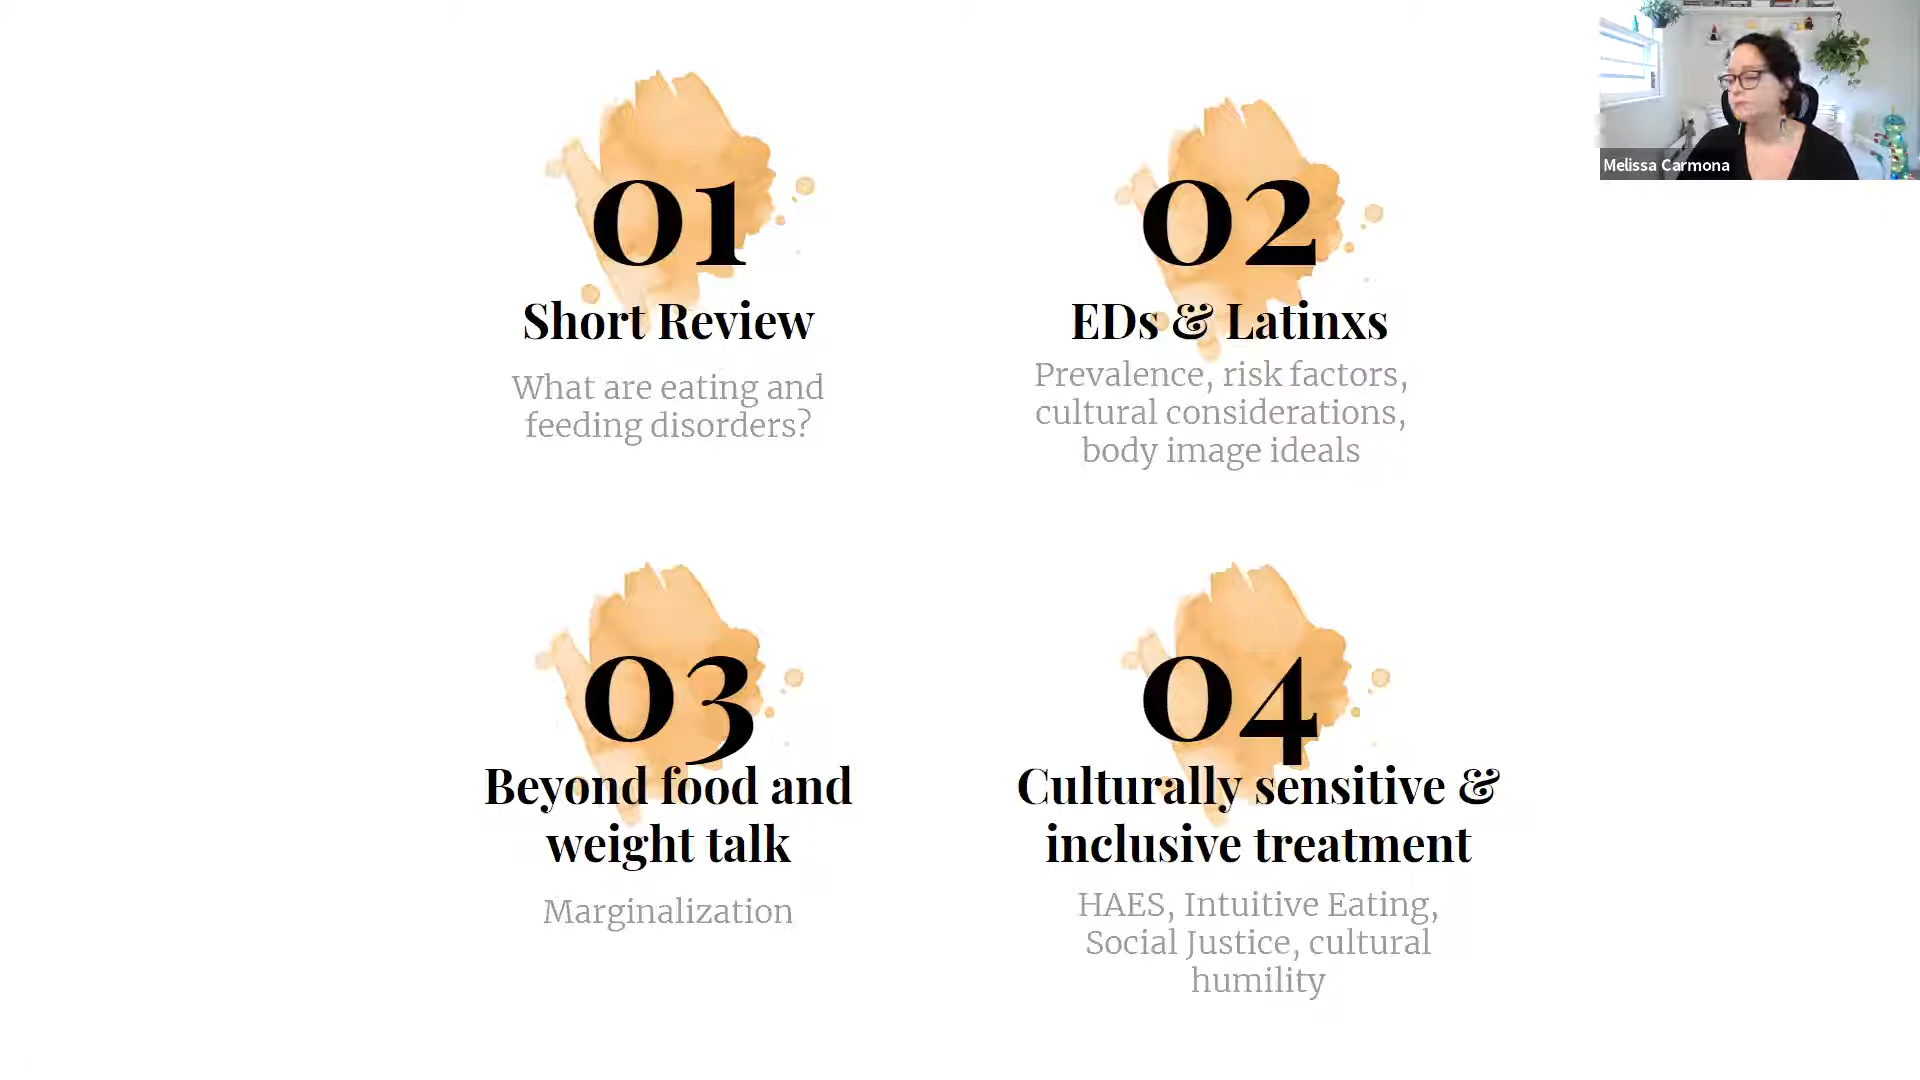 01
Short Review
What are eating and
feeding disorders?
02
EDs & Latinxs
Prevalence, risk factors,
cultural considerations,
body image ideals
03
Beyond food and
weight talk
Marginalization
04
Culturally sensitive &
inclusive treatment
HAES, Intuitive Eating,
Social Justice, cultural
humility
Melissa Carmona